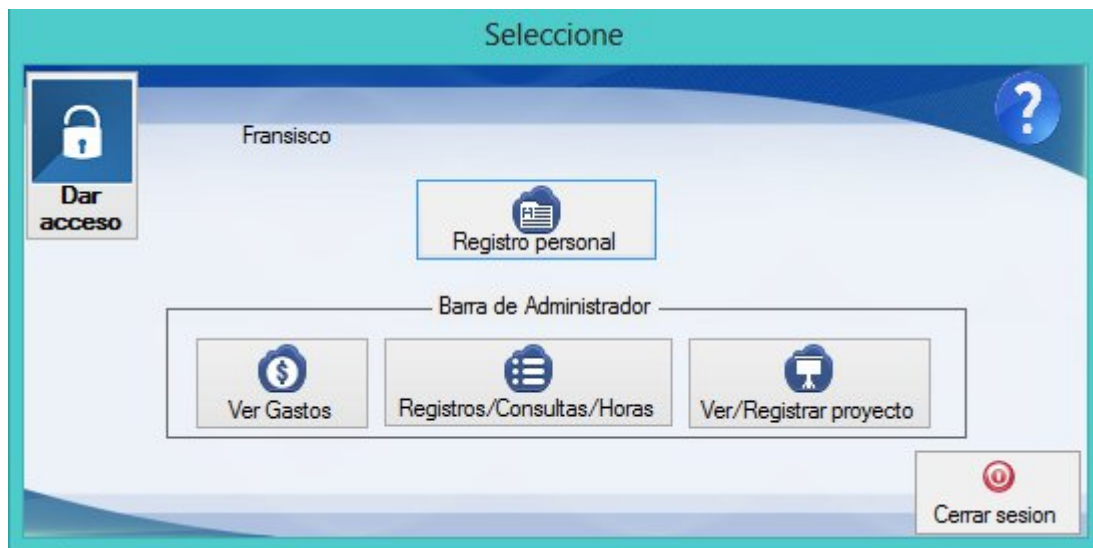 Seleccione
Dar
acceso
Fransisco
Registro personal
Barra de Administrador
Ver Gastos
Registros/Consultas/Horas
Ver/Registrar proyecto
Cerrar sesion